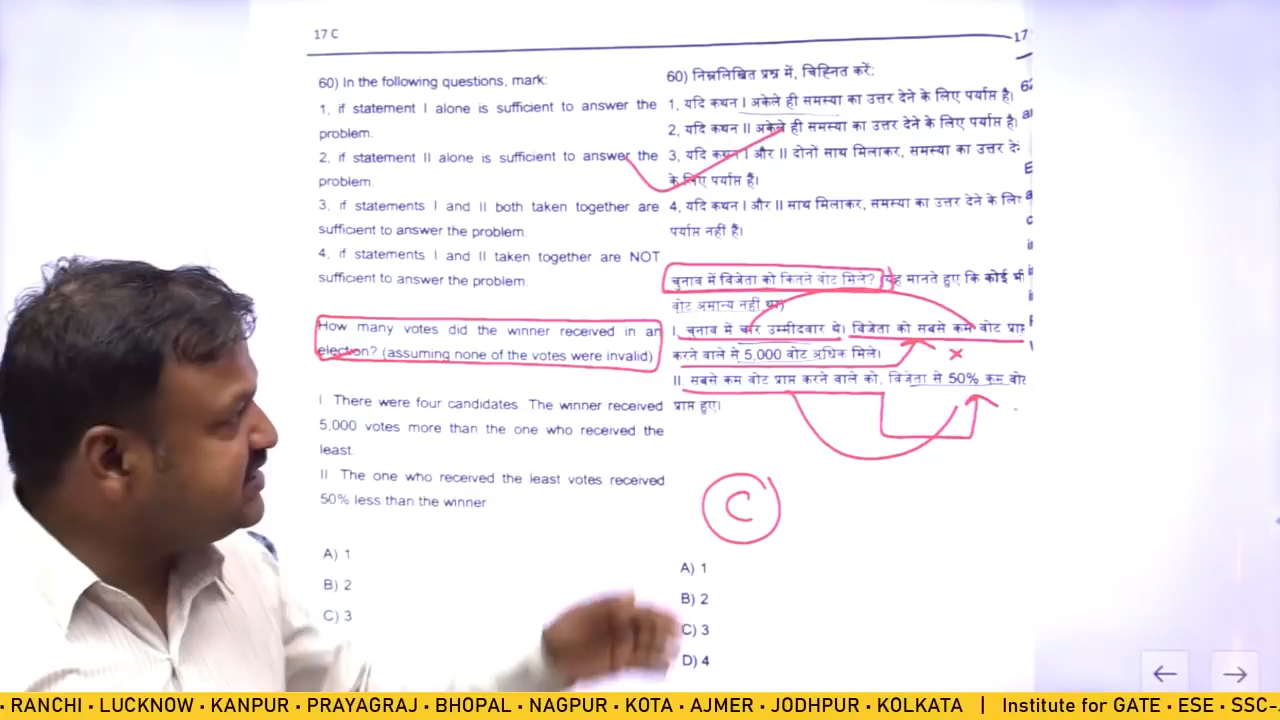 17 C
17
60) In the following questions, mark:
1, if statement I alone is sufficient to answer the
problem.
2, if statement II alone is sufficient to answer the
problem.
3, if statements I and II both taken together are
sufficient to answer the problem.
4, if statements I and II taken together are NOT
sufficient to answer the problem.
How many votes did the winner received in an
election? (assuming none of the votes were invalid)
I. There were four candidates. The winner received
5,000 votes more than the one who received the
least.
II The one who received the least votes received
50% less than the winner
A) 1
B) 2
C) 3
60) निम्नलिखित प्रश्न में, चिह्नित करें:
1, यदि कथन I अकेले ही समस्या का उत्तर देने के लिए पर्याप्त है।
2, यदि कथन II अकेले ही समस्या का उत्तर देने के लिए पर्याप्त है।
3, यदि कथन I और II दोनों साथ मिलाकर, समस्या का उत्तर
के लिए पर्याप्त हैं।
4, यदि कथन I और II साथ मिलाकर, समस्या का उत्तर देने के
पर्याप्त नहीं हैं।
चुनाव में विजेता को कितने वोट मिले? (यह मानते हुए कि कोई भी
वोट अमान्य नहीं था)
I. चुनाव में चार उम्मीदवार थे। विजेता को सबसे कम वोट
करने वाले से 5,000 वोट अधिक मिले।
II. सबसे कम वोट प्राप्त करने वाले को, विजेता से 50% कम
प्राप्त हुए।
C
A) 1
B) 2
C) 3
D) 4
RANCHI • LUCKNOW • KANPUR • PRAYAGRAJ • BHOPAL • NAGPUR • KOTA • AJMER • JODHPUR • KOLKATA | Institute for GATE • ESE • SSC-